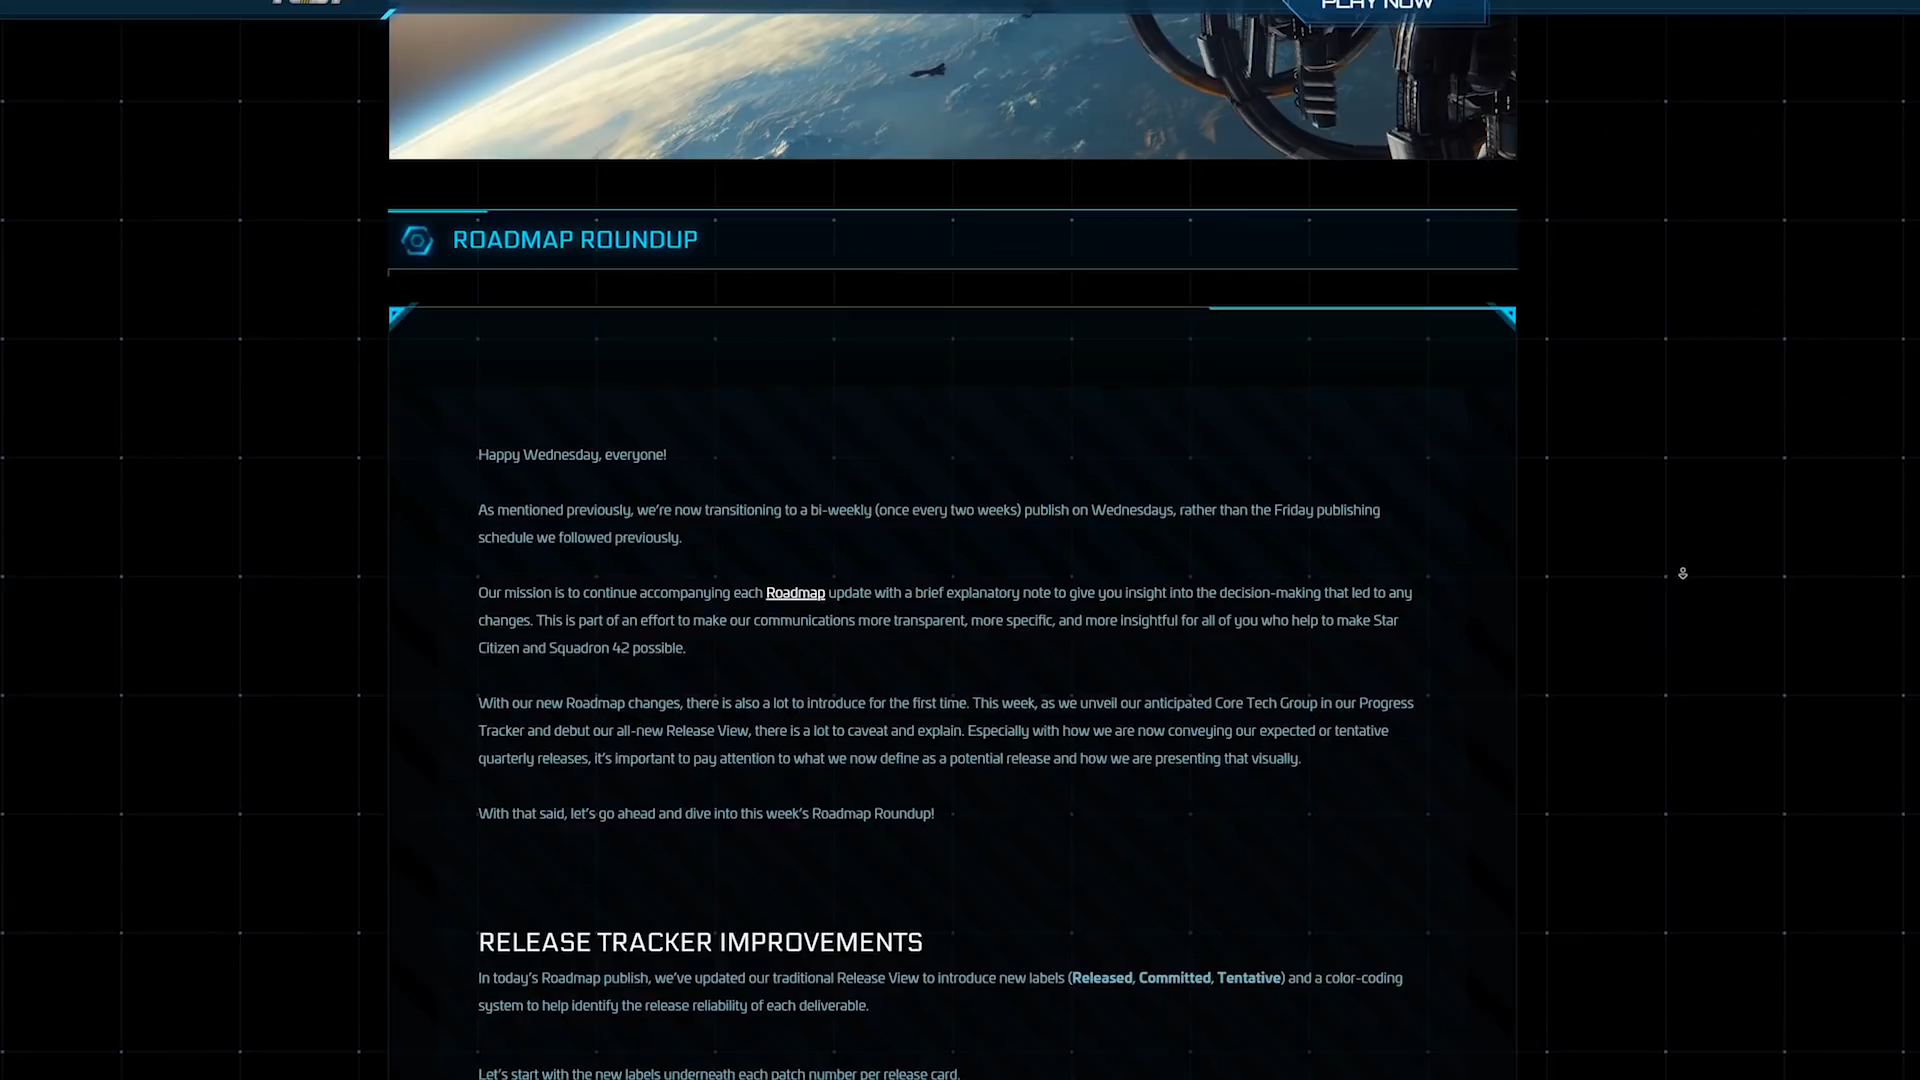 PLAY NOW
ROADMAP ROUNDUP
Happy Wednesday, everyone!
As mentioned previously, we're now transitioning to a bi-weekly (once every two weeks) publish on Wednesdays, rather than the Friday publishing
schedule we followed previously.
Our mission is to continue accompanying each Roadmap update with a brief explanatory note to give you insight into the decision-making that led to any
changes. This is part of an effort to make our communications more transparent, more specific, and more insightful for all of you who help to make Star
Citizen and Squadron 42 possible.
With our new Roadmap changes, there is also a lot to introduce for the first time. This week, as we unveil our anticipated Core Tech Group in our Progress
Tracker and debut our all-new Release View, there is a lot to caveat and explain. Especially with how we are now conveying our expected or tentative
quarterly releases, it's important to pay attention to what we now define as a potential release and how we are presenting that visually.
With that said, let's go ahead and dive into this week's Roadmap Roundup!
RELEASE TRACKER IMPROVEMENTS
In today's Roadmap publish, we've updated our traditional Release View to introduce new labels (Released, Committed, Tentative) and a color-coding
system to help identify the release reliability of each deliverable.
Let's start with the new labels underneath each patch number per release card.